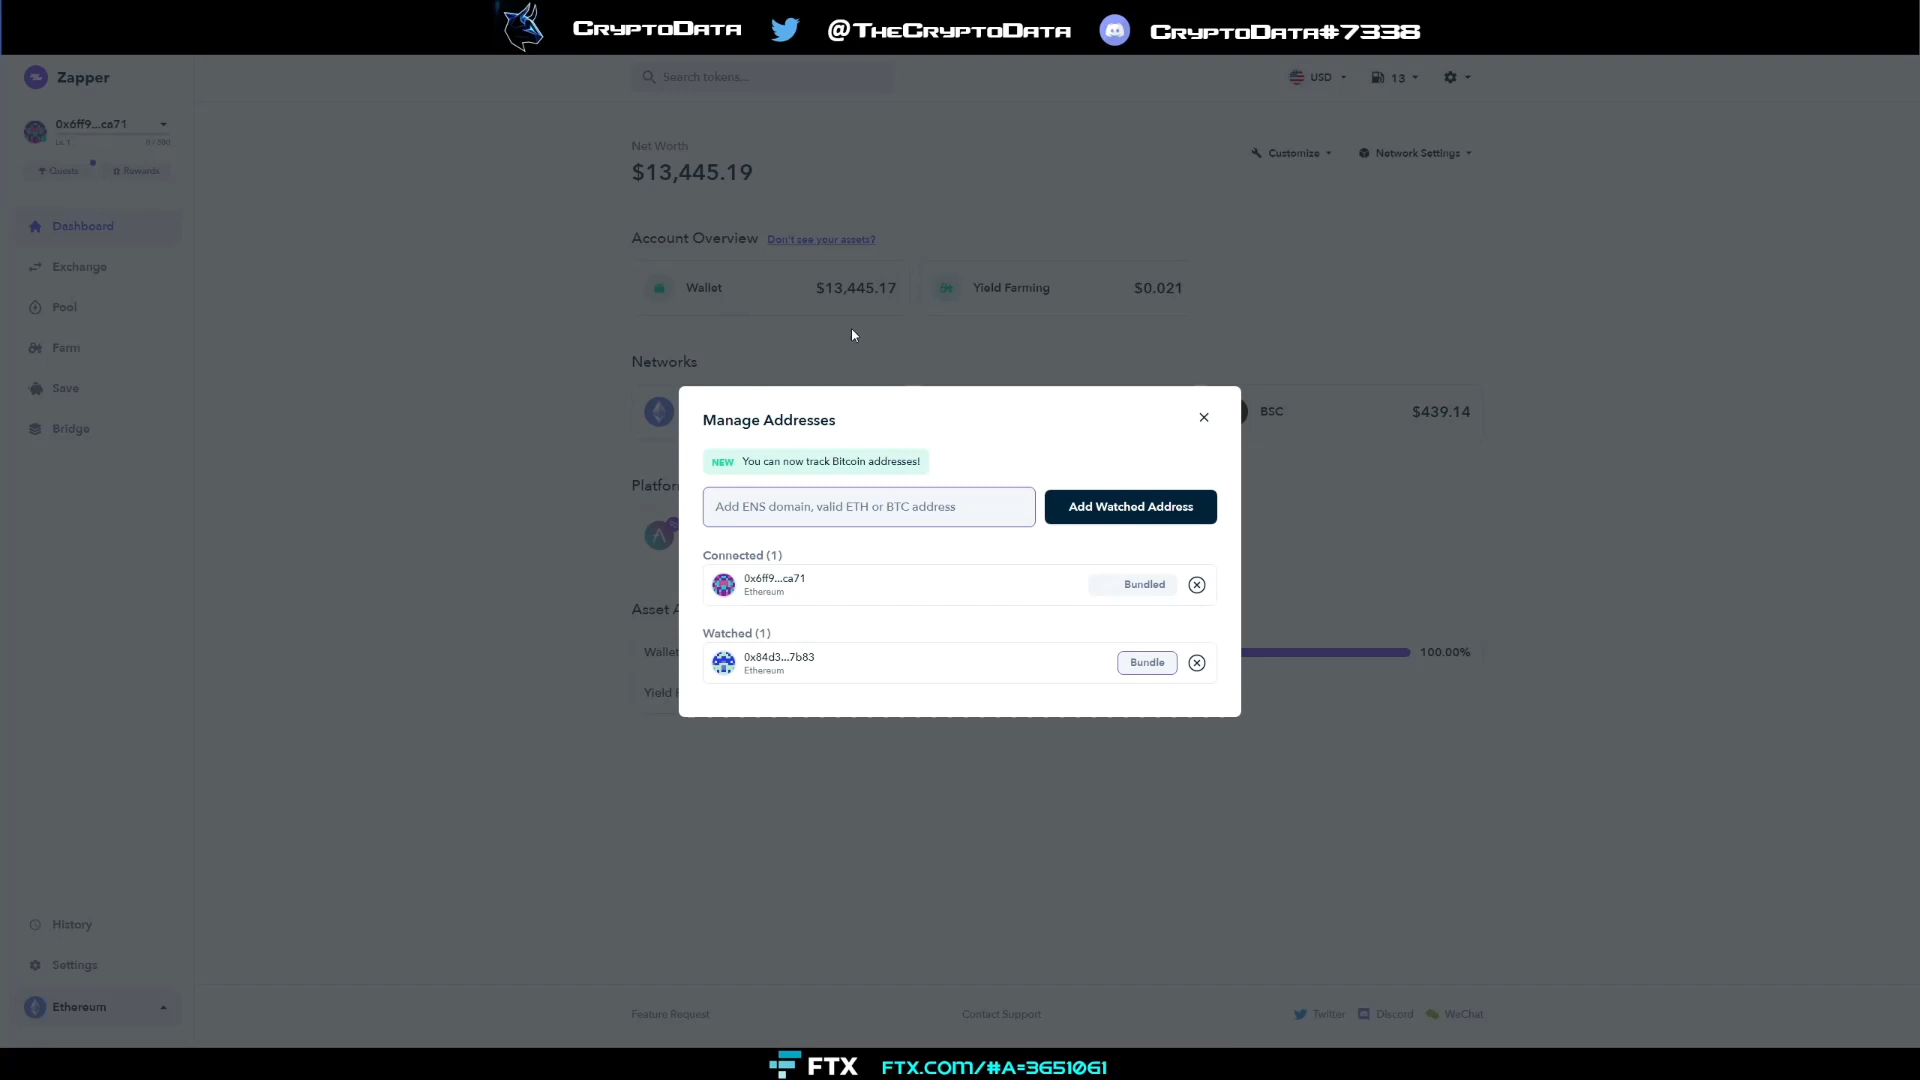 CryptoData @TheCryptoData CryptoData#7338
Zapper
Search tokens...
USD
13
0x6ff9...ca71
Lv. 1
0 / 200
Quests
Rewards
Net Worth
$13,445.19
Customize
Network Settings
Dashboard
Exchange
Pool
Farm
Save
Bridge
Account Overview Don't see your assets?
Wallet $13,445.17
Yield Farming $0.021
Networks
BSC $439.14
Platfor
Asset A
Walle
100.00%
Yield F
Manage Addresses
NEW You can now track Bitcoin addresses!
Add ENS domain, valid ETH or BTC address
Add Watched Address
Connected (1)
0x6ff9...ca71
Ethereum
Bundled
Watched (1)
0x84d3...7b83
Ethereum
Bundle
History
Settings
Ethereum
Feature Request
Contact Support
Twitter
Discord
WeChat
FTX FTX.com/#a=3651061